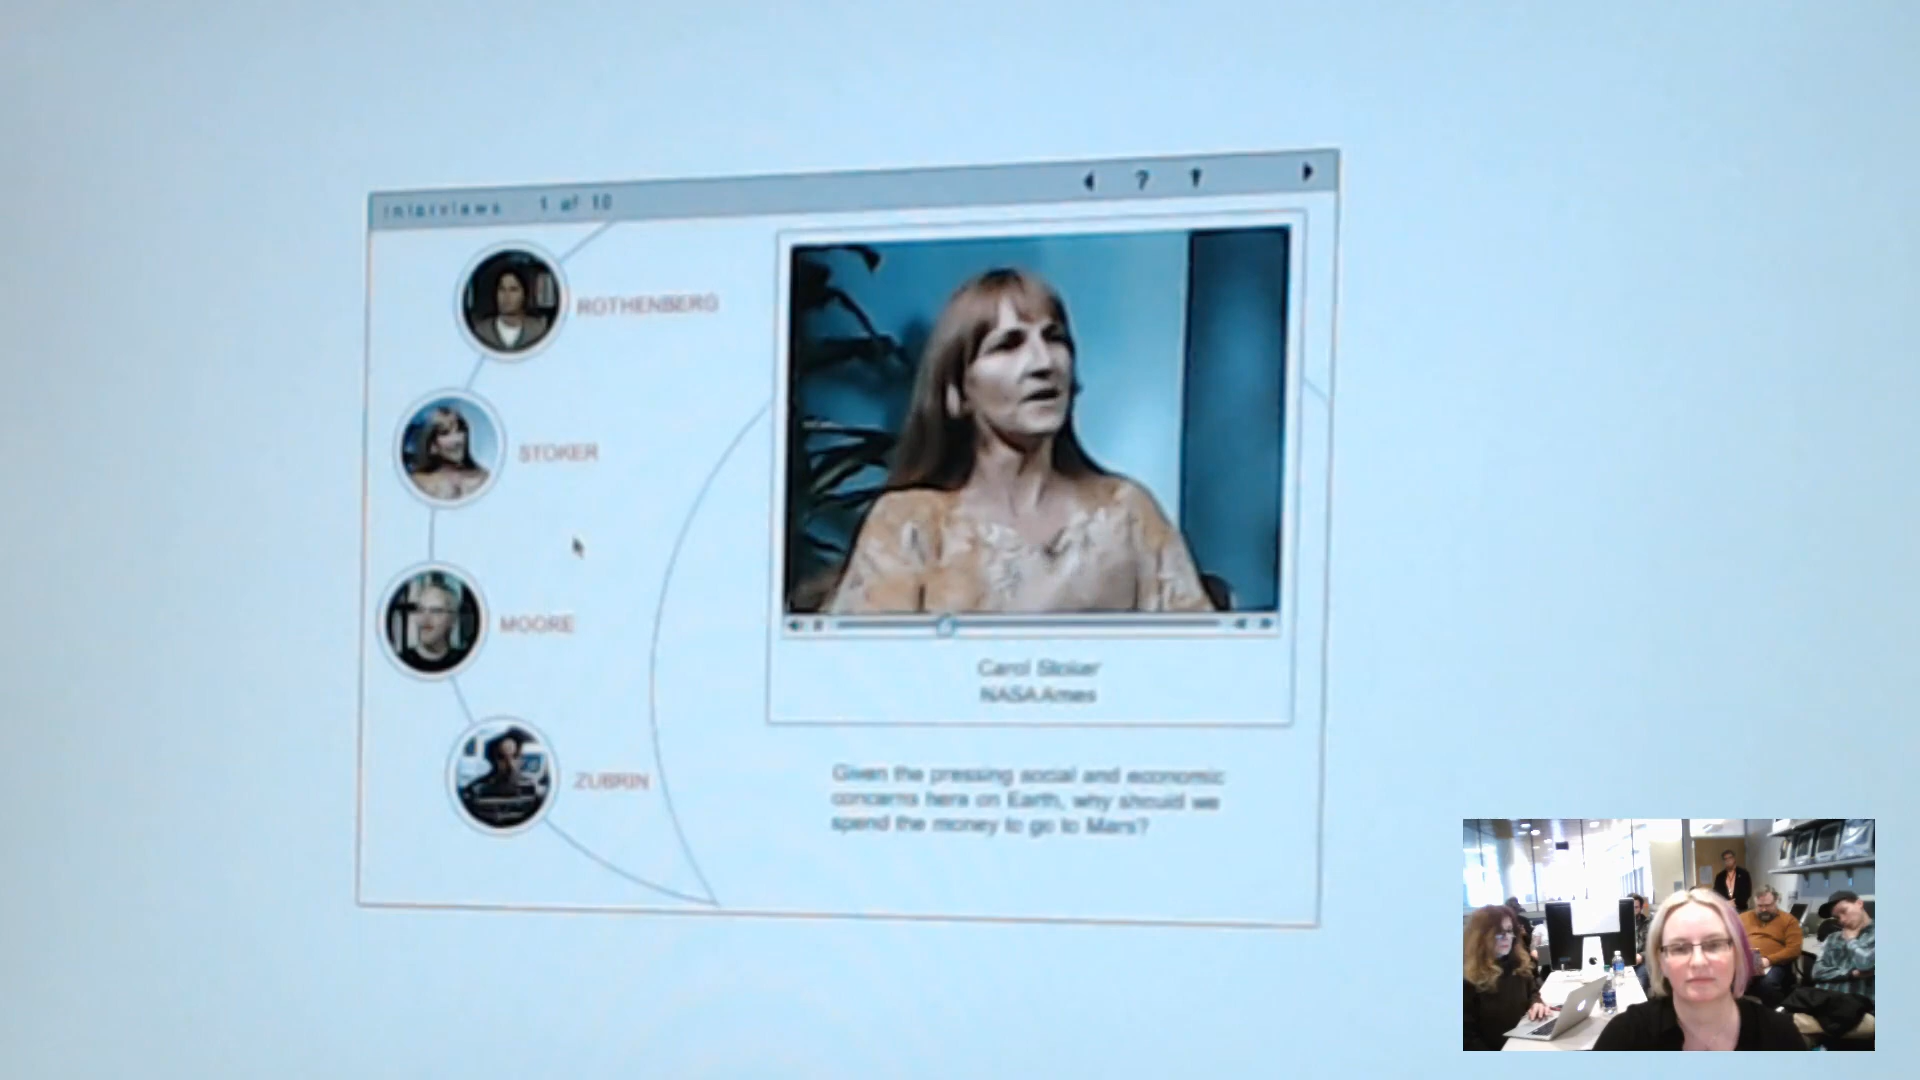 Interviews 1 of 10
?
ROTHENBERG
STOKER
MOORE
ZUBRIN
Carol Stoker
NASA Ames
Given the pressing social and economic
concerns here on Earth, why should we
spend the money to go to Mars?